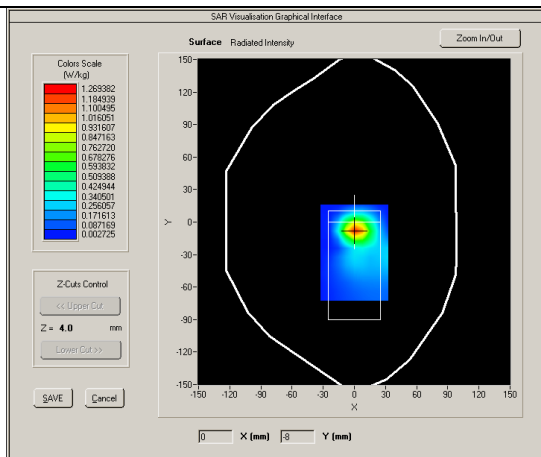 SAR Visualisation Graphical Interface
Surface Radiated Intensity
Zoom In/Out
Colors Scale
(W/kg)
1.269382
1.184939
1.100495
1.016051
0.931607
0.847163
0.762720
0.678276
0.593832
0.509388
0.424944
0.340501
0.256057
0.171613
0.087169
0.002725
Z-Cuts Control
<< Upper Cut
Z = 4.0 mm
Lower Cut >>
SAVE Cancel
150
120
90
60
30
0
-30
-60
-90
-120
-150
Y
-150 -120 -90 -60 -30 0 30 60 90 120 150
X
0 X (mm) -8 Y (mm)